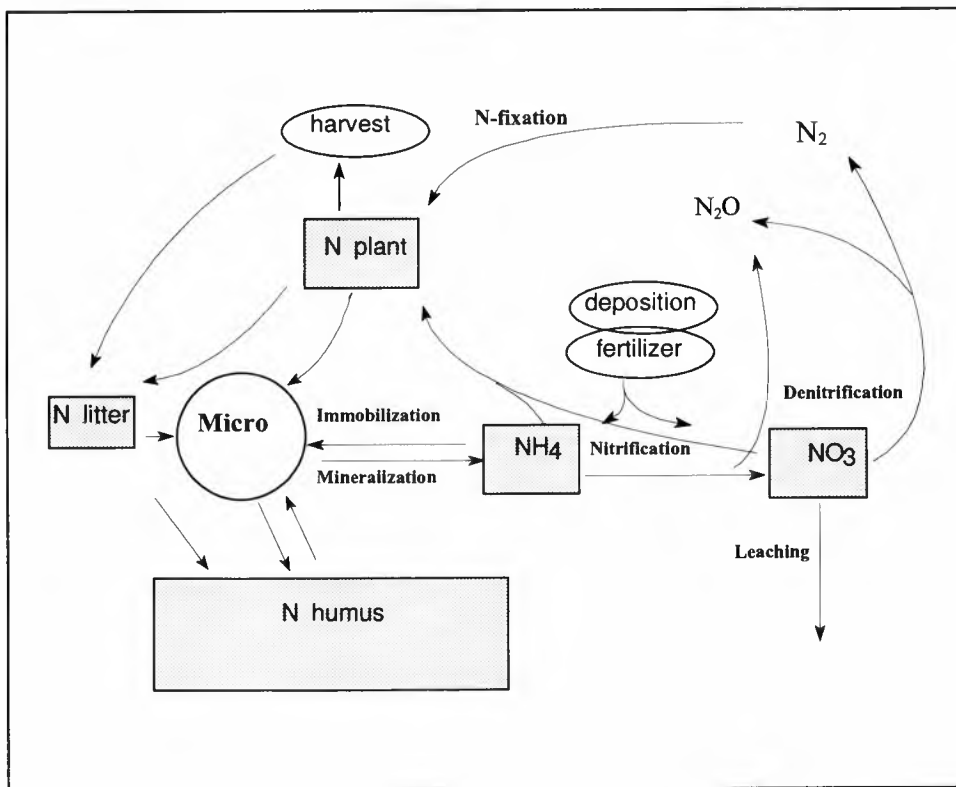 harvest
N-fixation
N2
N2O
N plant
deposition
fertilizer
Denitrification
N litter
Micro
Immobilization
NH4
Nitrification
NO3
Mineralization
Leaching
N humus